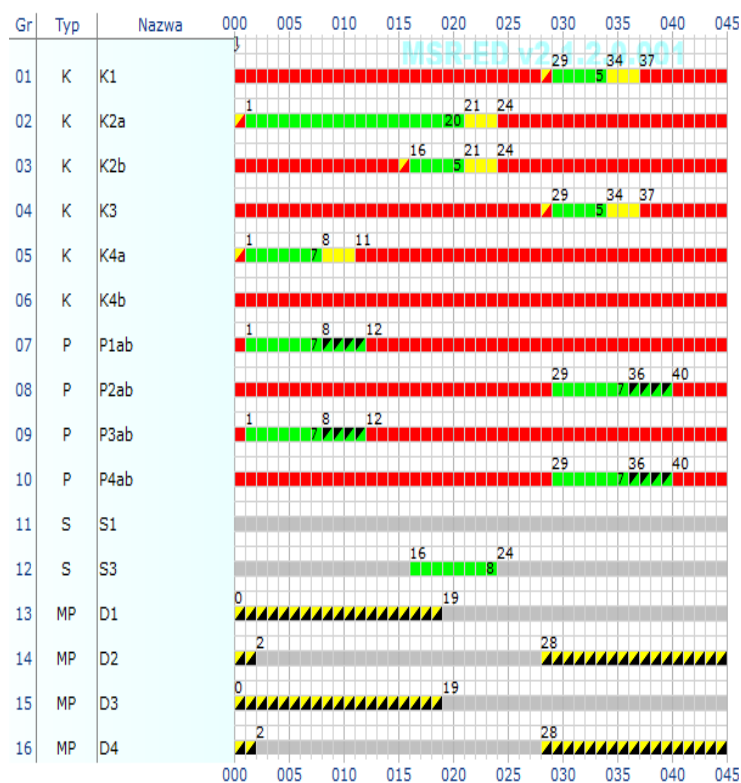 Gr Typ Nazwa 000 005 010 015 020 025 030 035 040 045
MSR-ED v2.1.2.0.001
29 34 37
01 K K1 5
1 21 24
02 K K2a 20
16 21 24
03 K K2b 5
29 34 37
04 K K3 5
1 8 11
05 K K4a 7
06 K K4b
1 8 12
07 P P1ab 7
29 36 40
08 P P2ab 7
1 8 12
09 P P3ab 7
29 36 40
10 P P4ab 7
11 S S1
16 24
12 S S3 8
0 19
13 MP D1
2 28
14 MP D2
0 19
15 MP D3
2 28
16 MP D4
000 005 010 015 020 025 030 035 040 045